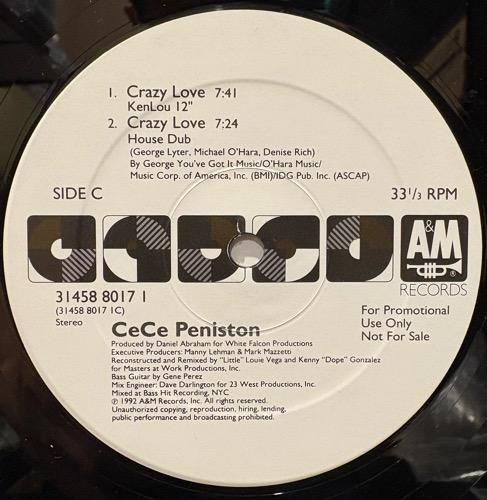 1. Crazy Love 7:41
KenLou 12"
2. Crazy Love 7:24
House Dub
(George Lyter, Michael O'Hara, Denise Rich)
By George You've Got It Music/O'Hara Music/
Music Corp. of America, Inc. (BMI)/IDG Pub. Inc. (ASCAP)
SIDE C
33 1/3 RPM
A&M
®
RECORDS
31458 8017 1
(31458 8017 1C)
Stereo
For Promotional
Use Only
Not For Sale
CeCe Peniston
Produced by Daniel Abraham for White Falcon Productions
Executive Producers: Manny Lehman & Mark Mazzetti
Reconstructed and Remixed by "Little" Louie Vega and Kenny "Dope" Gonzalez
for Masters at Work Productions, Inc.
Bass Guitar by Gene Perez
Mix Engineer: Dave Darlington for 23 West Productions, Inc.
Mixed at Bass Hit Recording, NYC
℗ 1992 A&M Records, Inc. All rights reserved.
Unauthorized copying, reproduction, hiring, lending,
public performance and broadcasting prohibited.